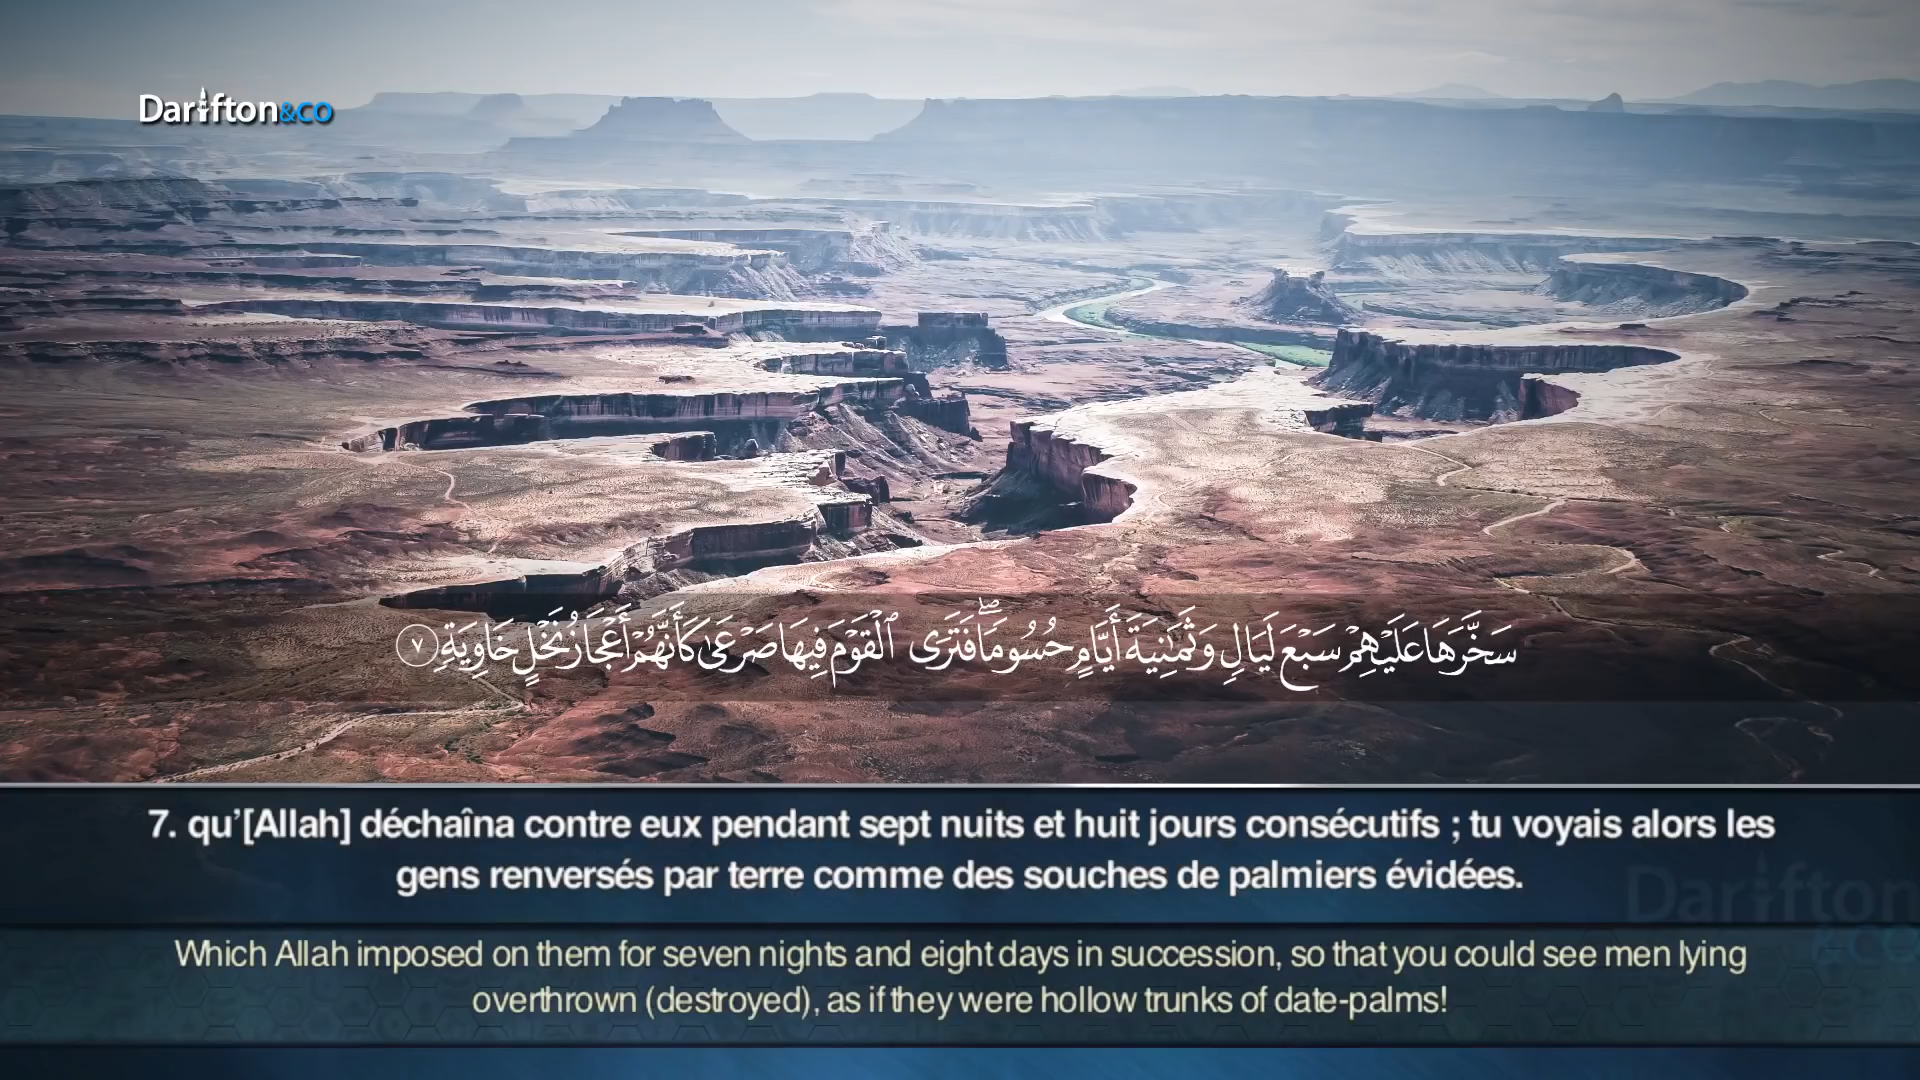 Darifton&co
سَخَّرَهَا عَلَيْهِمْ سَبْعَ لَيَالٍ وَثَمَٰنِيَةَ أَيَّامٍ حُسُومًاۖ فَتَرَى ٱلْقَوْمَ فِيهَا صَرْعَىٰ كَأَنَّهُمْ أَعْجَازُ نَخْلٍ خَاوِيَةٍ ٧
7. qu’[Allah] déchaîna contre eux pendant sept nuits et huit jours consécutifs ; tu voyais alors les
gens renversés par terre comme des souches de palmiers évidées.
Darifton
&co
Which Allah imposed on them for seven nights and eight days in succession, so that you could see men lying
overthrown (destroyed), as if they were hollow trunks of date-palms!